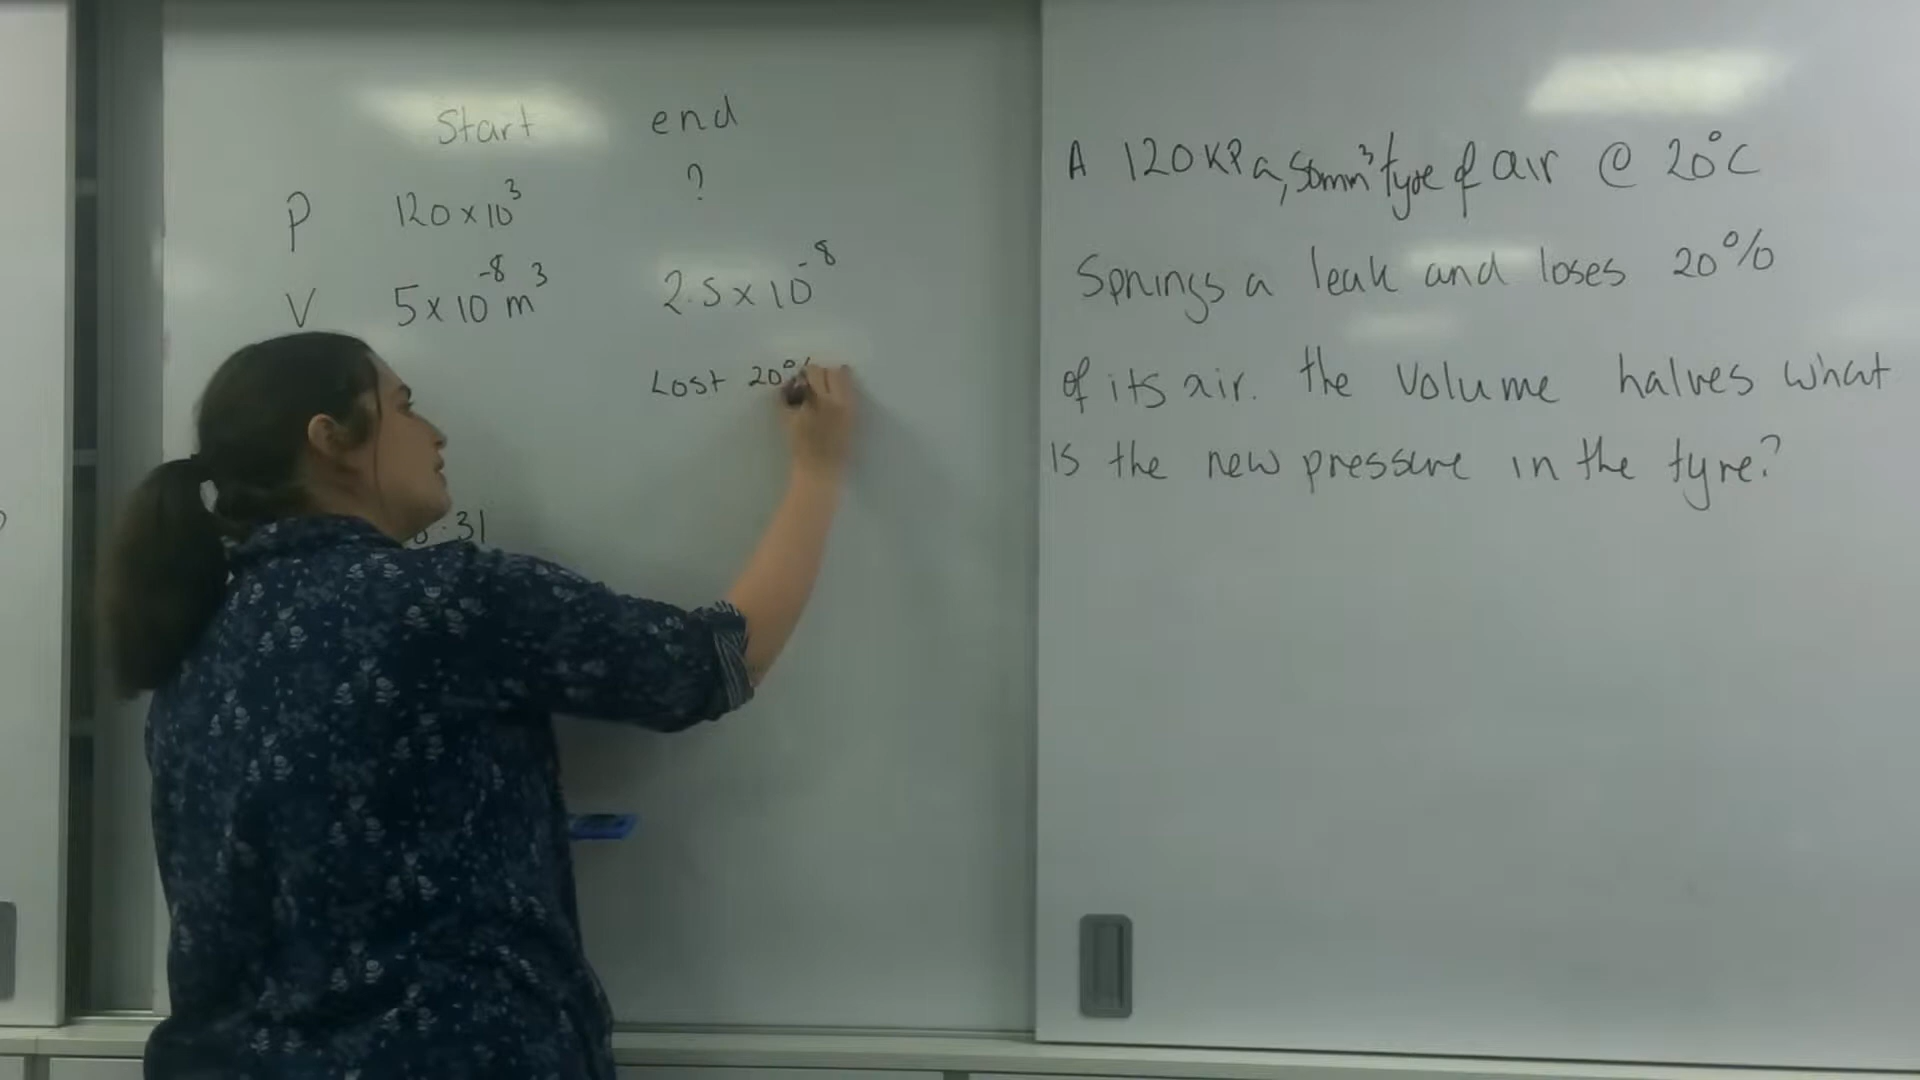 Start end
P 120 x 10³ ?
V 5 x 10⁻⁸ m³ 2.5 x 10⁻⁸
Lost 20%
8.31
A 120KPa, 50mm³ tyre of air @ 20°C
Springs a leak and loses 20%
of its air. the volume halves what
is the new pressure in the tyre?